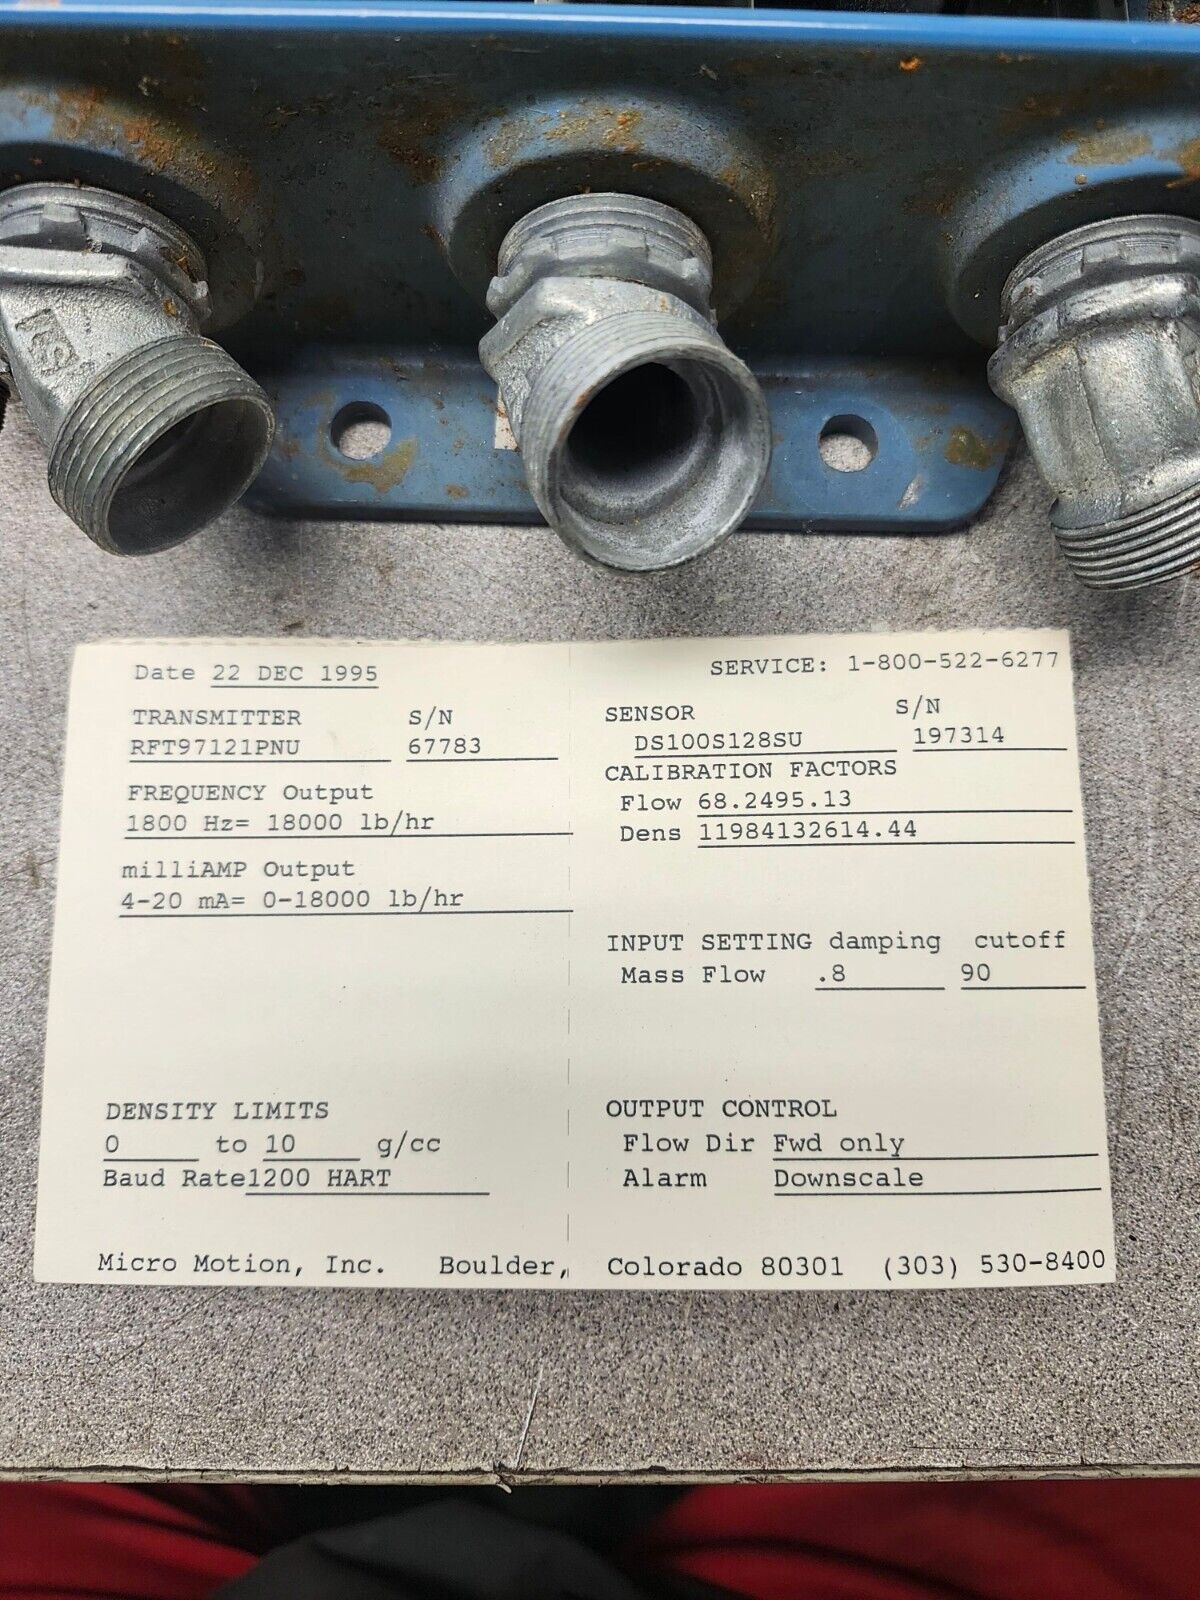 Date 22 DEC 1995
SERVICE: 1-800-522-6277
TRANSMITTER S/N
RFT97121PNU 67783
FREQUENCY Output
1800 Hz= 18000 lb/hr
milliAMP Output
4-20 mA= 0-18000 lb/hr
SENSOR S/N
DS100S128SU 197314
CALIBRATION FACTORS
Flow 68.2495.13
Dens 11984132614.44
INPUT SETTING damping cutoff
Mass Flow .8 90
DENSITY LIMITS
0 to 10 g/cc
Baud Rate1200 HART
OUTPUT CONTROL
Flow Dir Fwd only
Alarm Downscale
Micro Motion, Inc. Boulder, Colorado 80301 (303) 530-8400